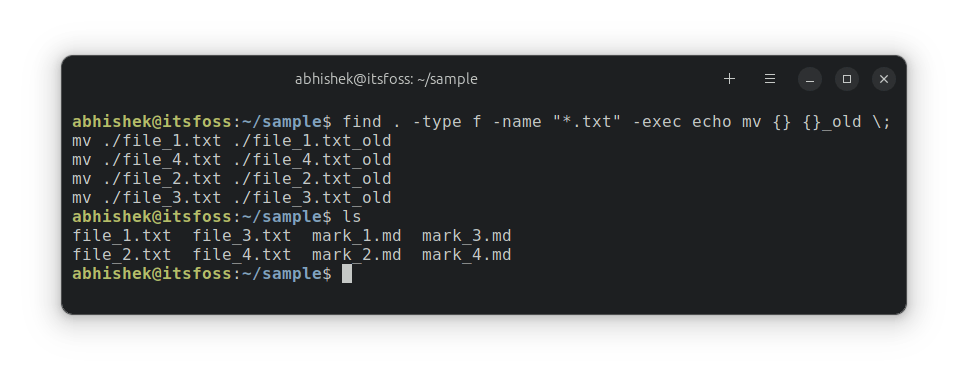 abhishek@itsfoss: ~/sample
abhishek@itsfoss:~/sample$ find . -type f -name "*.txt" -exec echo mv {} {}_old \;
mv ./file_1.txt ./file_1.txt_old
mv ./file_4.txt ./file_4.txt_old
mv ./file_2.txt ./file_2.txt_old
mv ./file_3.txt ./file_3.txt_old
abhishek@itsfoss:~/sample$ ls
file_1.txt  file_3.txt  mark_1.md  mark_3.md
file_2.txt  file_4.txt  mark_2.md  mark_4.md
abhishek@itsfoss:~/sample$